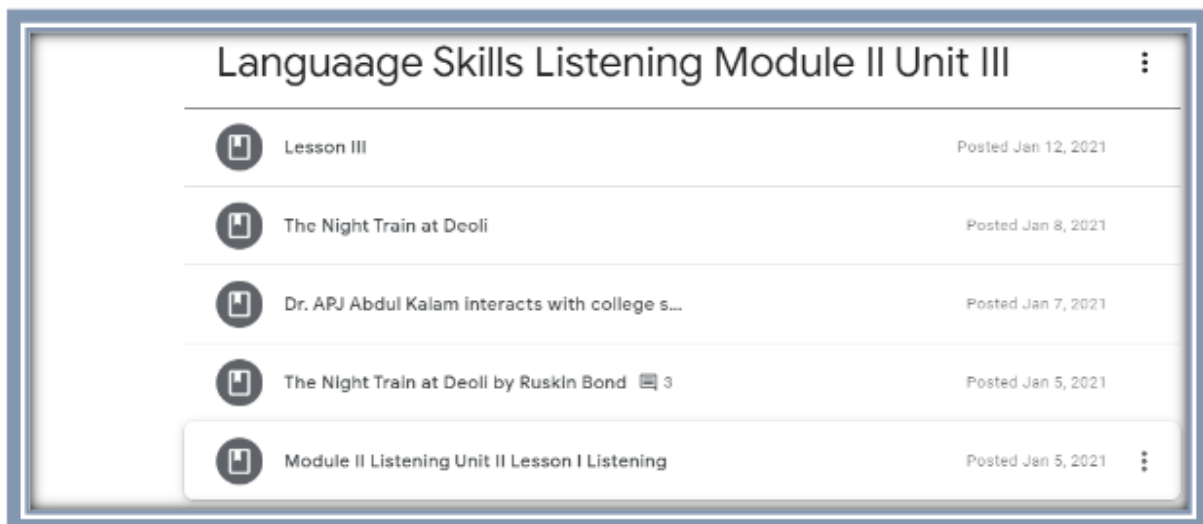 Languaage Skills Listening Module II Unit III
Lesson III Posted Jan 12, 2021
The Night Train at Deoli Posted Jan 8, 2021
Dr. APJ Abdul Kalam interacts with college s... Posted Jan 7, 2021
The Night Train at Deoli by Ruskin Bond 3 Posted Jan 5, 2021
Module II Listening Unit II Lesson I Listening Posted Jan 5, 2021